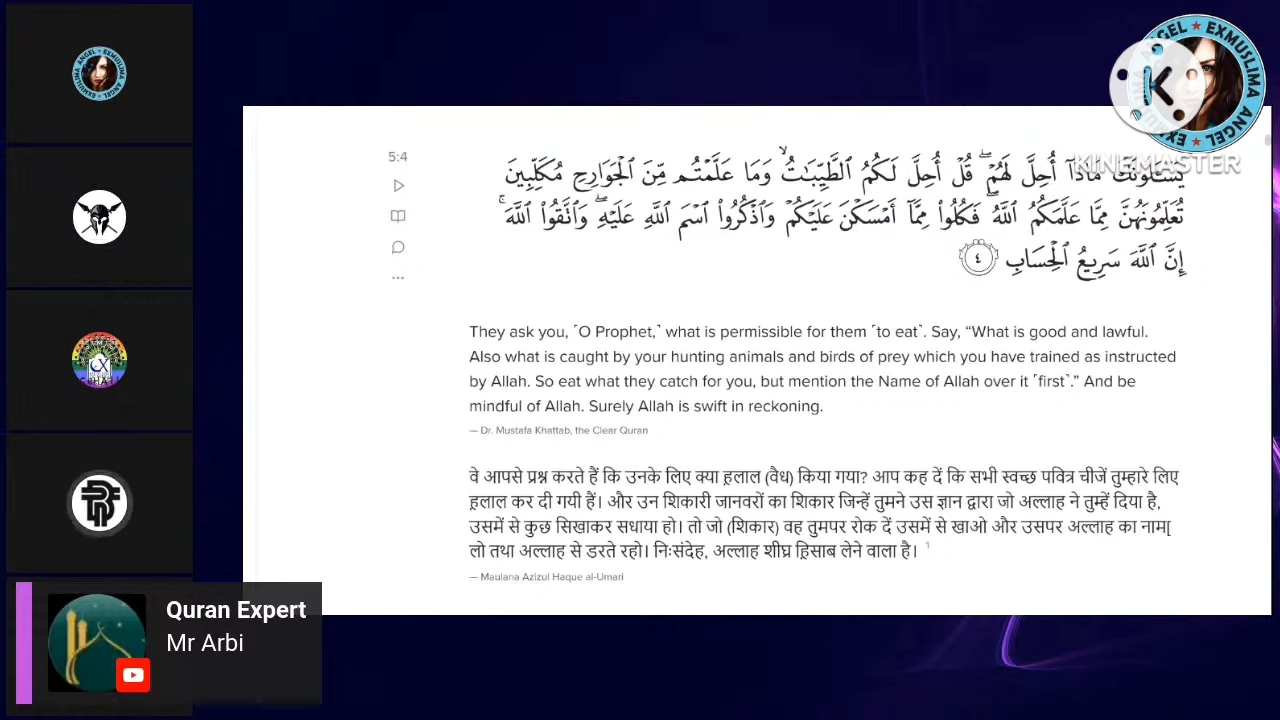 EXMUSLIMA ANGEL
K
KINEMASTER
5:4
يَسْـَٔلُونَكَ مَاذَآ أُحِلَّ لَهُمْ ۖ قُلْ أُحِلَّ لَكُمُ ٱلطَّيِّبَـٰتُ ۙ وَمَا عَلَّمْتُم مِّنَ ٱلْجَوَارِحِ مُكَلِّبِينَ
تُعَلِّمُونَهُنَّ مِمَّا عَلَّمَكُمُ ٱللَّهُ ۖ فَكُلُوا۟ مِمَّآ أَمْسَكْنَ عَلَيْكُمْ وَٱذْكُرُوا۟ ٱسْمَ ٱللَّهِ عَلَيْهِ ۖ وَٱتَّقُوا۟ ٱللَّهَ ۚ
إِنَّ ٱللَّهَ سَرِيعُ ٱلْحِسَابِ ٤
They ask you, ˹O Prophet,˺ what is permissible for them ˹to eat˺. Say, “What is good and lawful.
Also what is caught by your hunting animals and birds of prey which you have trained as instructed
by Allah. So eat what they catch for you, but mention the Name of Allah over it ˹first˺.” And be
mindful of Allah. Surely Allah is swift in reckoning.
— Dr. Mustafa Khattab, the Clear Quran
वे आपसे प्रश्न करते हैं कि उनके लिए क्या ह़लाल (वैध) किया गया? आप कह दें कि सभी स्वच्छ पवित्र चीजें तुम्हारे लिए
ह़लाल कर दी गयी हैं। और उन शिकारी जानवरों का शिकार जिन्हें तुमने उस ज्ञान द्वारा जो अल्लाह ने तुम्हें दिया है,
उसमें से कुछ सिखाकर सधाया हो। तो जो (शिकार) वह तुमपर रोक दें उसमें से खाओ और उसपर अल्लाह का नाम[
लो तथा अल्लाह से डरते रहो। निःसंदेह, अल्लाह शीघ्र ह़िसाब लेने वाला है। 1
— Maulana Azizul Haque al-Umari
Quran Expert
Mr Arbi